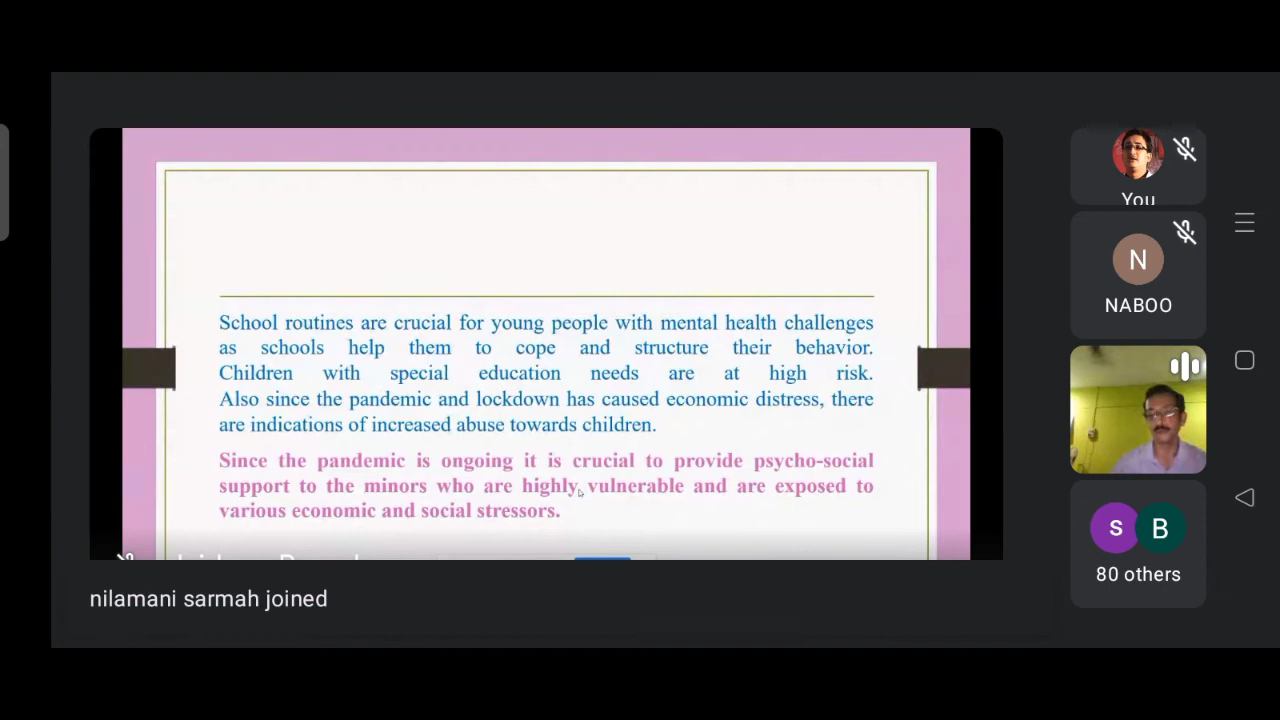 School routines are crucial for young people with mental health challenges
as schools help them to cope and structure their behavior.
Children with special education needs are at high risk.
Also since the pandemic and lockdown has caused economic distress, there
are indications of increased abuse towards children.
Since the pandemic is ongoing it is crucial to provide psycho-social
support to the minors who are highly vulnerable and are exposed to
various economic and social stressors.
nilamani sarmah joined
You
N
NABOO
S B
80 others